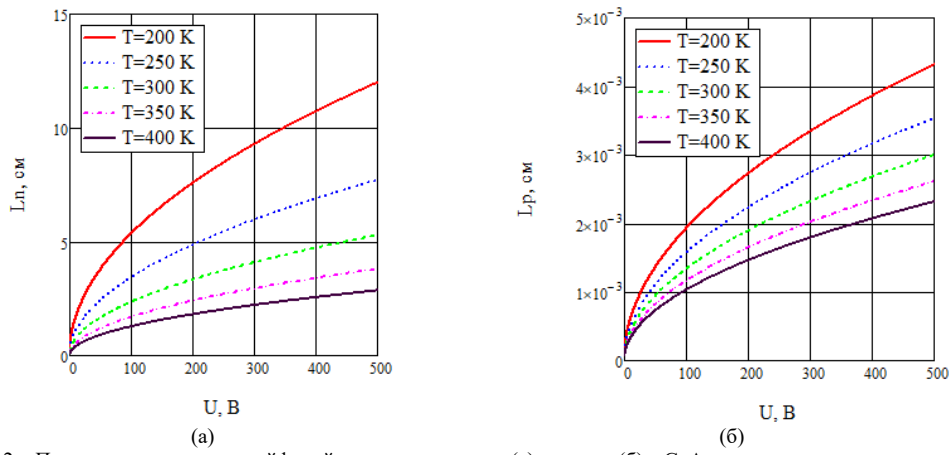 15
10
5
0
Ln, см
T=200 K
T=250 K
T=300 K
T=350 K
T=400 K
0 100 200 300 400 500
U, В
(а)
5×10⁻³
4×10⁻³
3×10⁻³
2×10⁻³
1×10⁻³
0
Lp, см
T=200 K
T=250 K
T=300 K
T=350 K
T=400 K
0 100 200 300 400 500
U, В
(б)